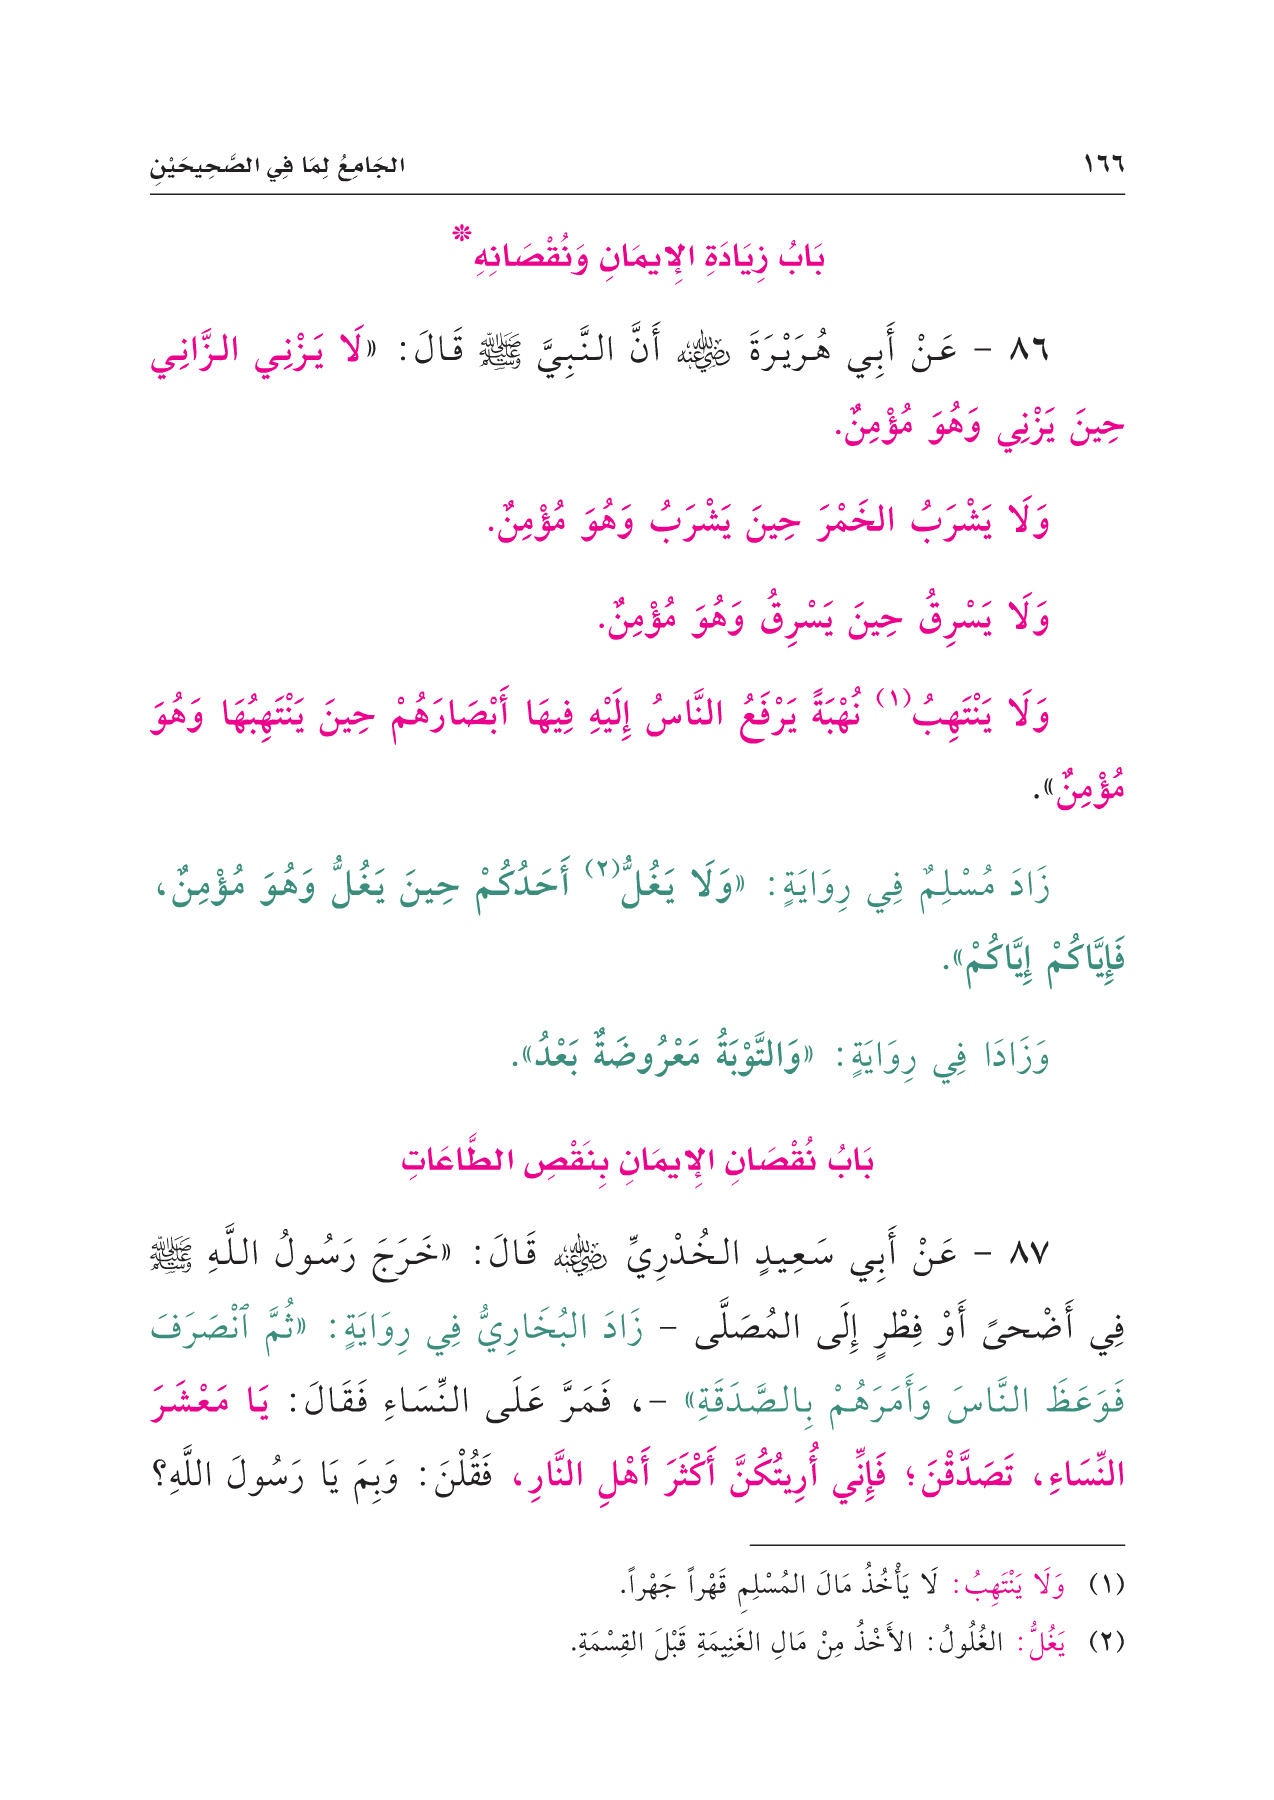 ١٦٦ الجَامِعُ لِمَا فِي الصَّحِيحَيْنِ
بَابُ زِيَادَةِ الإِيمَانِ وَنُقْصَانِهِ*
٨٦ - عَنْ أَبِي هُرَيْرَةَ ﵁ أَنَّ النَّبِيَّ ﷺ قَالَ: «لَا يَزْنِي الزَّانِي
حِينَ يَزْنِي وَهُوَ مُؤْمِنٌ.
وَلَا يَشْرَبُ الخَمْرَ حِينَ يَشْرَبُ وَهُوَ مُؤْمِنٌ.
وَلَا يَسْرِقُ حِينَ يَسْرِقُ وَهُوَ مُؤْمِنٌ.
وَلَا يَنْتَهِبُ(١) نُهْبَةً يَرْفَعُ النَّاسُ إِلَيْهِ فِيهَا أَبْصَارَهُمْ حِينَ يَنْتَهِبُهَا وَهُوَ
مُؤْمِنٌ».
زَادَ مُسْلِمٌ فِي رِوَايَةٍ: «وَلَا يَغُلُّ(٢) أَحَدُكُمْ حِينَ يَغُلُّ وَهُوَ مُؤْمِنٌ،
فَإِيَّاكُمْ إِيَّاكُمْ».
وَزَادَا فِي رِوَايَةٍ: «وَالتَّوْبَةُ مَعْرُوضَةٌ بَعْدُ».
بَابُ نُقْصَانِ الإِيمَانِ بِنَقْصِ الطَّاعَاتِ
٨٧ - عَنْ أَبِي سَعِيدٍ الخُدْرِيِّ ﵁ قَالَ: «خَرَجَ رَسُولُ اللَّهِ ﷺ
فِي أَضْحىً أَوْ فِطْرٍ إِلَى المُصَلَّى - زَادَ البُخَارِيُّ فِي رِوَايَةٍ: «ثُمَّ ٱنْصَرَفَ
فَوَعَظَ النَّاسَ وَأَمَرَهُمْ بِالصَّدَقَةِ» -، فَمَرَّ عَلَى النِّسَاءِ فَقَالَ: يَا مَعْشَرَ
النِّسَاءِ، تَصَدَّقْنَ؛ فَإِنِّي أُرِيتُكُنَّ أَكْثَرَ أَهْلِ النَّارِ، فَقُلْنَ: وَبِمَ يَا رَسُولَ اللَّهِ؟
(١) وَلَا يَنْتَهِبُ: لَا يَأْخُذُ مَالَ المُسْلِمِ قَهْراً جَهْراً.
(٢) يَغُلُّ: الغُلُولُ: الأَخْذُ مِنْ مَالِ الغَنِيمَةِ قَبْلَ القِسْمَةِ.